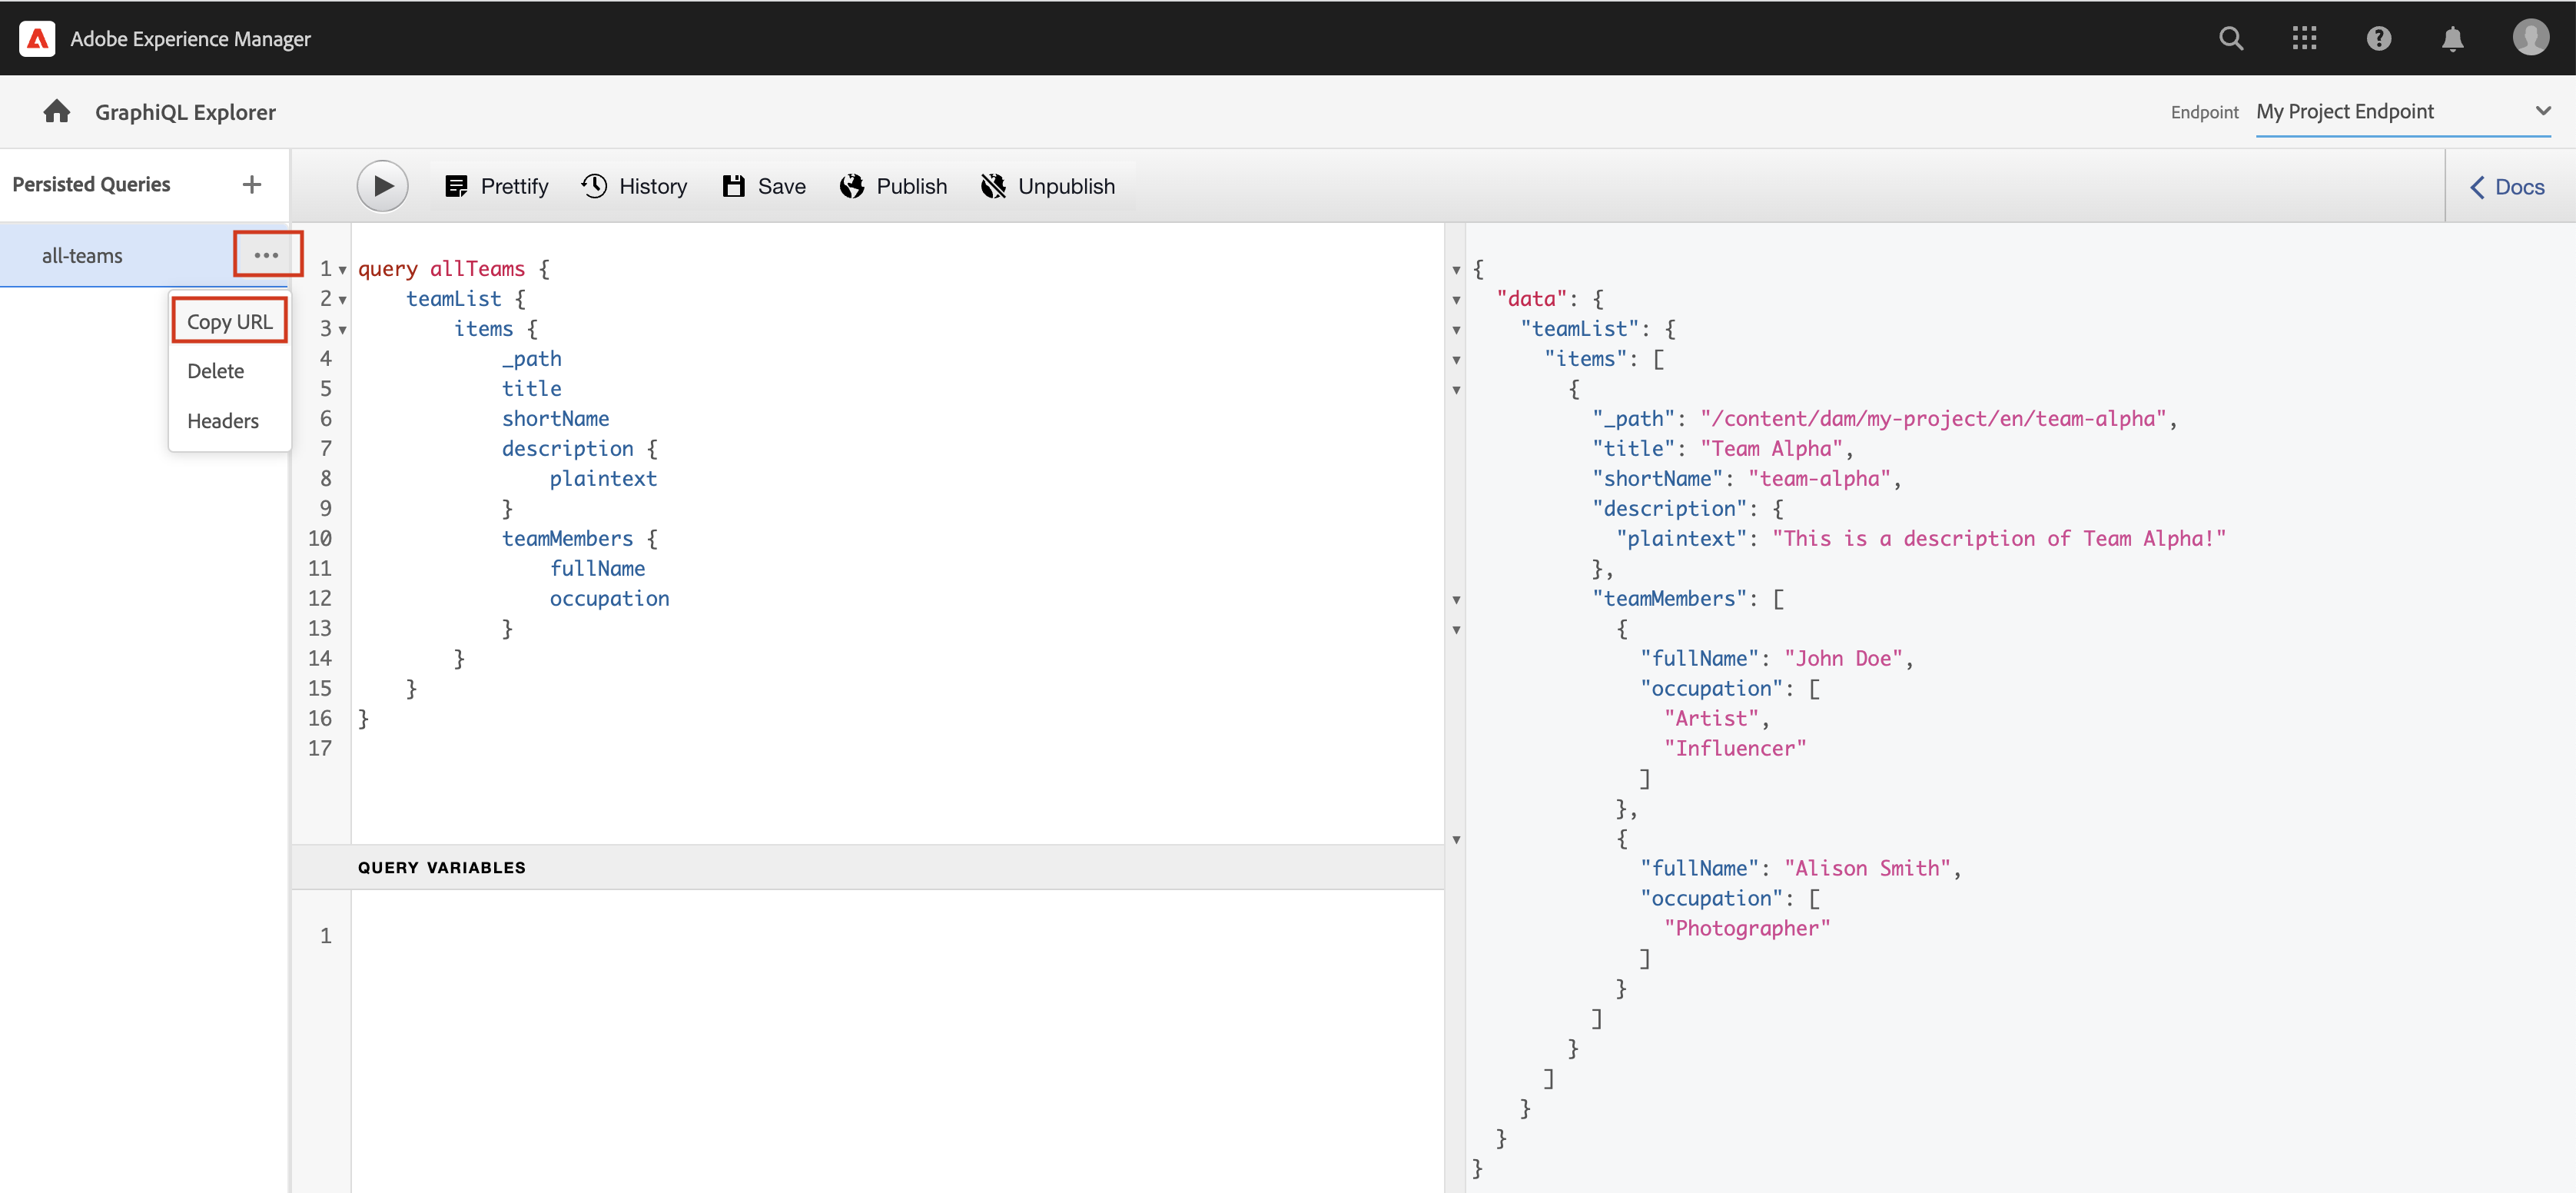 Adobe Experience Manager
GraphiQL Explorer
Endpoint My Project Endpoint
Persisted Queries
Prettify History Save Publish Unpublish
Docs
all-teams
Copy URL
Delete
Headers
1 query allTeams {
2 teamList {
3 items {
4 _path
5 title
6 shortName
7 description {
8 plaintext
9 }
10 teamMembers {
11 fullName
12 occupation
13 }
14 }
15 }
16 }
17
QUERY VARIABLES
1
{
"data": {
"teamList": {
"items": [
{
"_path": "/content/dam/my-project/en/team-alpha",
"title": "Team Alpha",
"shortName": "team-alpha",
"description": {
"plaintext": "This is a description of Team Alpha!"
},
"teamMembers": [
{
"fullName": "John Doe",
"occupation": [
"Artist",
"Influencer"
]
},
{
"fullName": "Alison Smith",
"occupation": [
"Photographer"
]
}
]
}
]
}
}
}